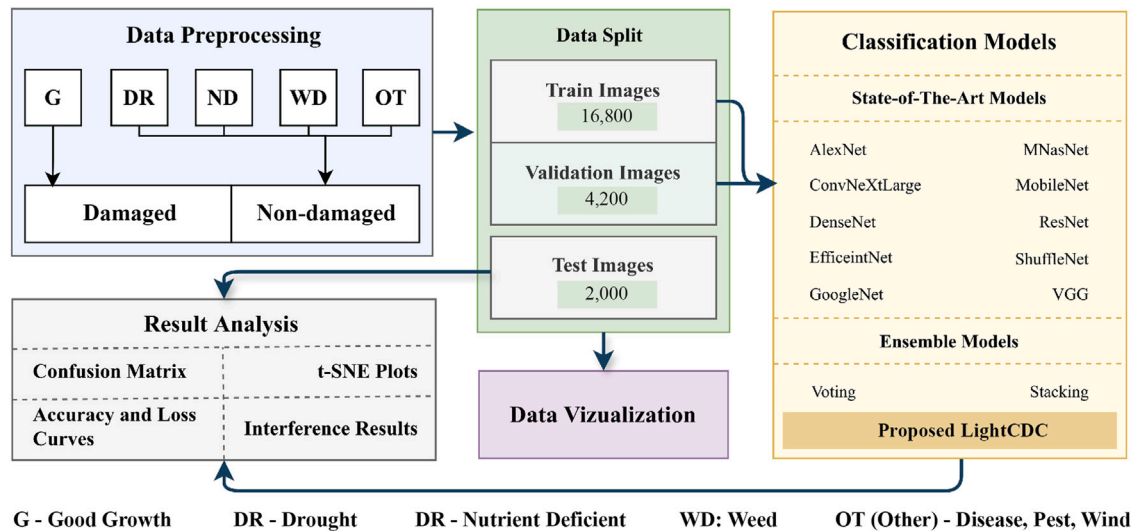 Data Preprocessing
G
DR
ND
WD
OT
Damaged
Non-damaged
Data Split
Train Images
16,800
Validation Images
4,200
Test Images
2,000
Classification Models
State-of-The-Art Models
AlexNet
MNasNet
ConvNeXtLarge
MobileNet
DenseNet
ResNet
EfficeintNet
ShuffleNet
GoogleNet
VGG
Ensemble Models
Voting
Stacking
Proposed LightCDC
Result Analysis
Confusion Matrix
t-SNE Plots
Accuracy and Loss
Curves
Interference Results
Data Vizualization
G - Good Growth
DR - Drought
DR - Nutrient Deficient
WD: Weed
OT (Other) - Disease, Pest, Wind